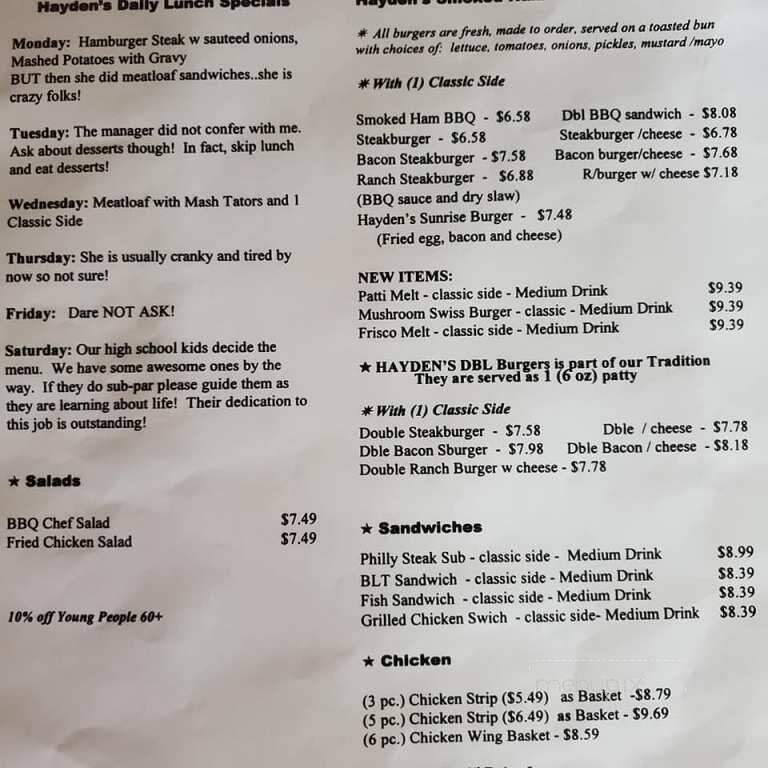 Hayden's Daily Lunch Specials
Monday: Hamburger Steak w sauteed onions,
Mashed Potatoes with Gravy
BUT then she did meatloaf sandwiches..she is
crazy folks!
Tuesday: The manager did not confer with me.
Ask about desserts though! In fact, skip lunch
and eat desserts!
Wednesday: Meatloaf with Mash Tators and 1
Classic Side
Thursday: She is usually cranky and tired by
now so not sure!
Friday: Dare NOT ASK!
Saturday: Our high school kids decide the
menu. We have some awesome ones by the
way. If they do sub-par please guide them as
they are learning about life! Their dedication to
this job is outstanding!
★ Salads
BBQ Chef Salad $7.49
Fried Chicken Salad $7.49
10% off Young People 60+
Hayden's Smoked
✷ All burgers are fresh, made to order, served on a toasted bun
with choices of: lettuce, tomatoes, onions, pickles, mustard /mayo
✷ With (1) Classic Side
Smoked Ham BBQ - $6.58 Dbl BBQ sandwich - $8.08
Steakburger - $6.58 Steakburger /cheese - $6.78
Bacon Steakburger - $7.58 Bacon burger/cheese - $7.68
Ranch Steakburger - $6.88 R/burger w/ cheese $7.18
(BBQ sauce and dry slaw)
Hayden's Sunrise Burger - $7.48
(Fried egg, bacon and cheese)
NEW ITEMS:
Patti Melt - classic side - Medium Drink $9.39
Mushroom Swiss Burger - classic - Medium Drink $9.39
Frisco Melt - classic side - Medium Drink $9.39
★ HAYDEN'S DBL Burgers is part of our Tradition
They are served as 1 (6 oz) patty
✷ With (1) Classic Side
Double Steakburger - $7.58 Dble / cheese - $7.78
Dble Bacon Sburger - $7.98 Dble Bacon / cheese - $8.18
Double Ranch Burger w cheese - $7.78
★ Sandwiches
Philly Steak Sub - classic side - Medium Drink $8.99
BLT Sandwich - classic side - Medium Drink $8.39
Fish Sandwich - classic side - Medium Drink $8.39
Grilled Chicken Swich - classic side- Medium Drink $8.39
★ Chicken
(3 pc.) Chicken Strip ($5.49) as Basket -$8.79
(5 pc.) Chicken Strip ($6.49) as Basket - $9.69
(6 pc.) Chicken Wing Basket - $8.59